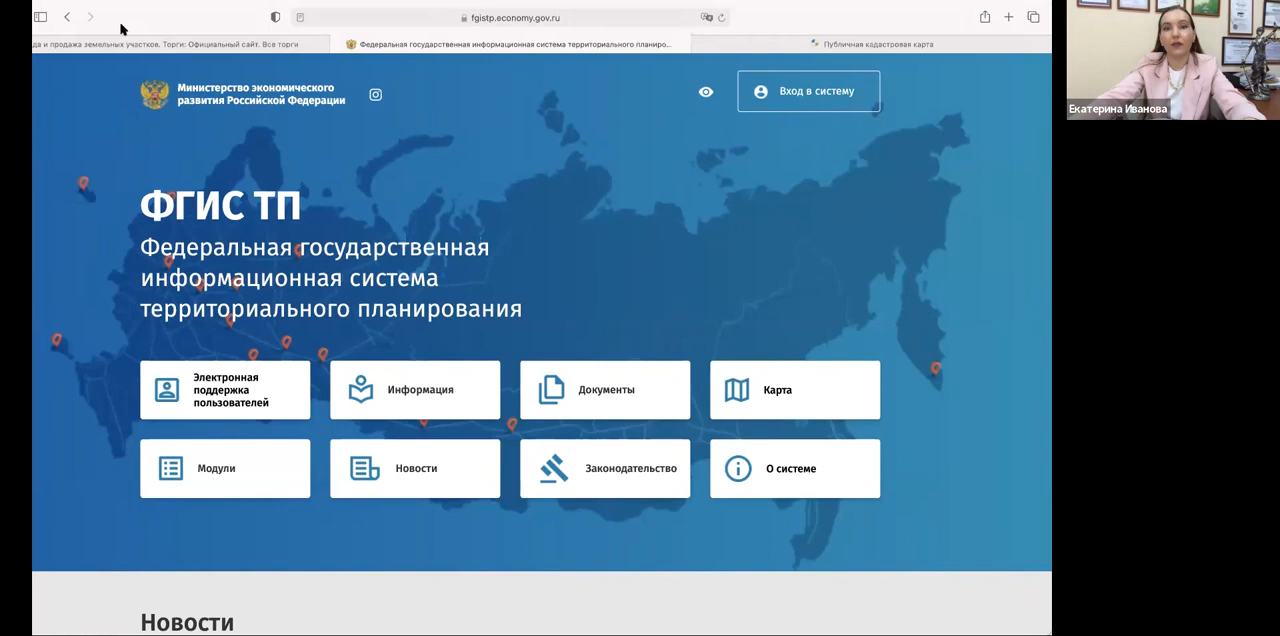 fgistp.economy.gov.ru
да и продажа земельных участков. Торги: Официальный сайт. Все торги
Федеральная государственная информационная система территориального планиро...
Публичная кадастровая карта
Екатерина Иванова
Министерство экономического
развития Российской Федерации
Вход в систему
ФГИС ТП
Федеральная государственная
информационная система
территориального планирования
Электронная
поддержка
пользователей
Информация
Документы
Карта
Модули
Новости
Законодательство
О системе
Новости